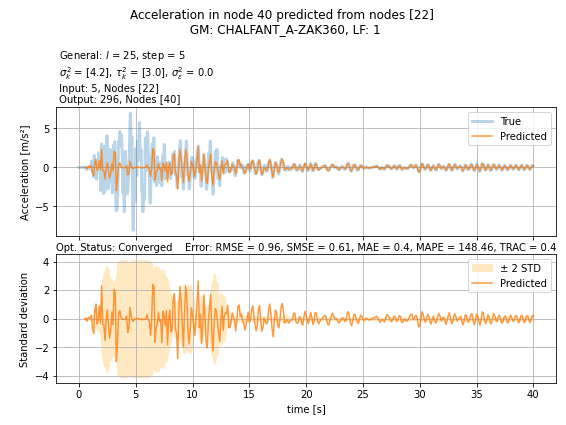 Acceleration in node 40 predicted from nodes [22]
GM: CHALFANT_A-ZAK360, LF: 1
General: l = 25, step = 5
σ²ₖ = [4.2], τ²ₖ = [3.0], σ²ε = 0.0
Input: 5, Nodes [22]
Output: 296, Nodes [40]
Acceleration [m/s²]
5
0
−5
True
Predicted
Opt. Status: Converged
Error: RMSE = 0.96, SMSE = 0.61, MAE = 0.4, MAPE = 148.46, TRAC = 0.4
Standard deviation
4
2
0
−2
−4
± 2 STD
Predicted
0 5 10 15 20 25 30 35 40
time [s]